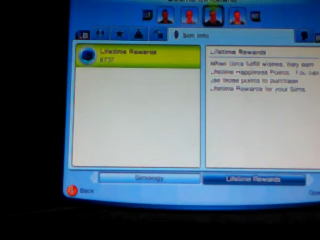 Sim Info
Lifetime Rewards
Lifetime Rewards
When Sims fulfill wishes, they earn
Lifetime Happiness Points. You can
use those points to purchase
Lifetime Rewards for your Sims.
Genealogy
Lifetime Rewards
Back